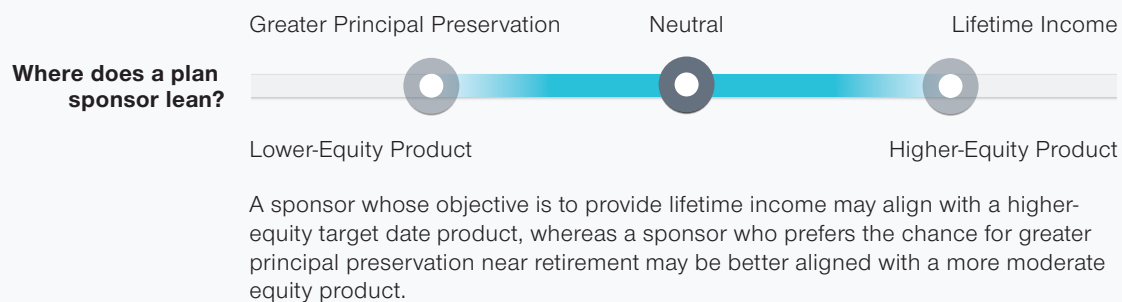 Greater Principal Preservation Neutral Lifetime Income
Where does a plan
sponsor lean?
Lower-Equity Product Higher-Equity Product
A sponsor whose objective is to provide lifetime income may align with a higher-
equity target date product, whereas a sponsor who prefers the chance for greater
principal preservation near retirement may be better aligned with a more moderate
equity product.